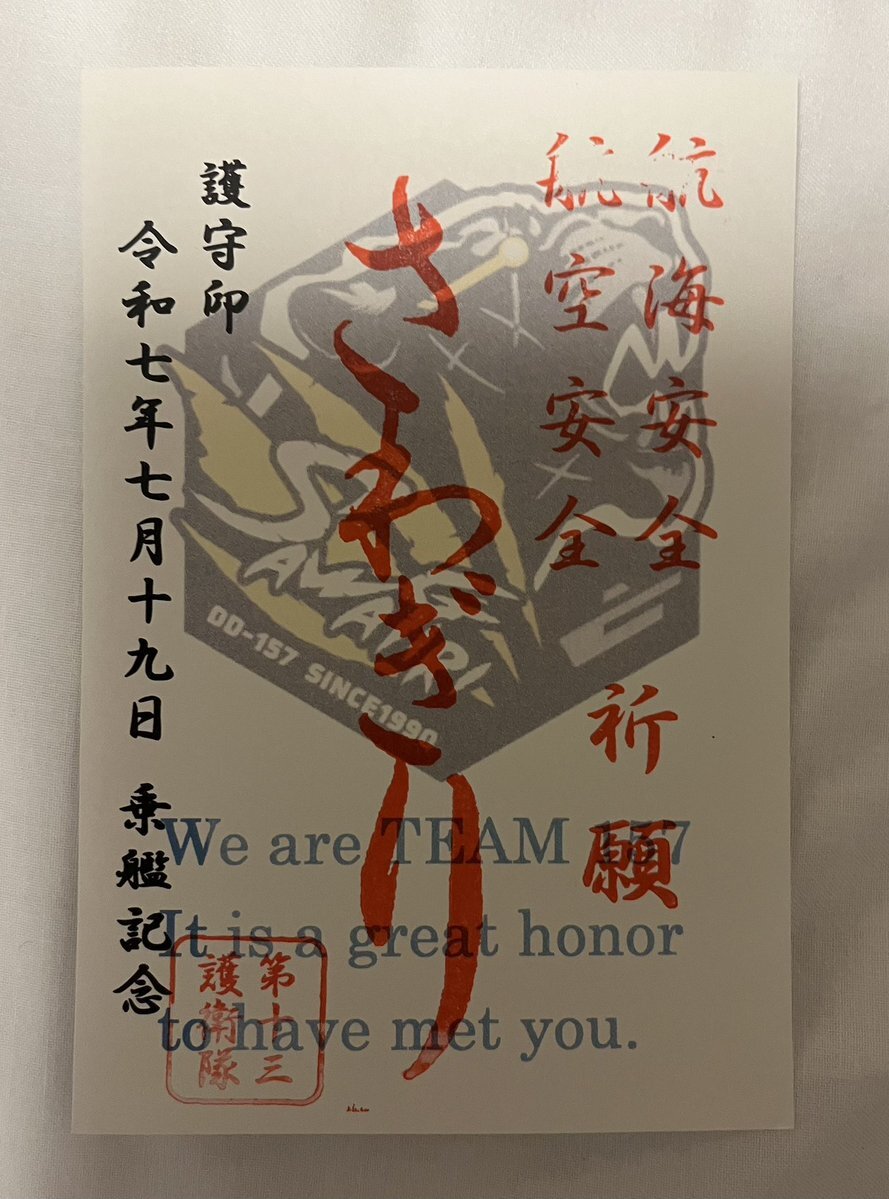 航海安全
航空安全
祈願
さわぎり
護守印
令和七年七月十九日 乗艦記念
SAWAGIRI
DD-157 SINCE1990
We are TEAM 157
It is a great honor
to have met you.
第十三
護衛隊